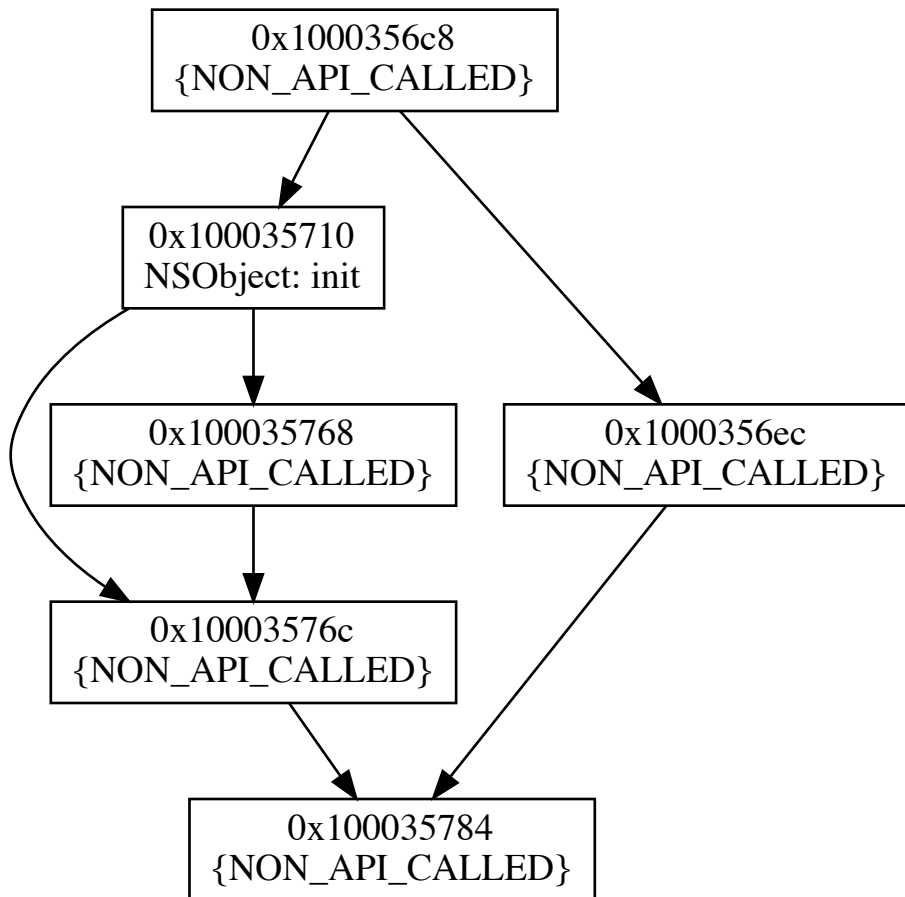 0x1000356c8
{NON_API_CALLED}
0x100035710
NSObject: init
0x100035768
{NON_API_CALLED}
0x1000356ec
{NON_API_CALLED}
0x10003576c
{NON_API_CALLED}
0x100035784
{NON_API_CALLED}